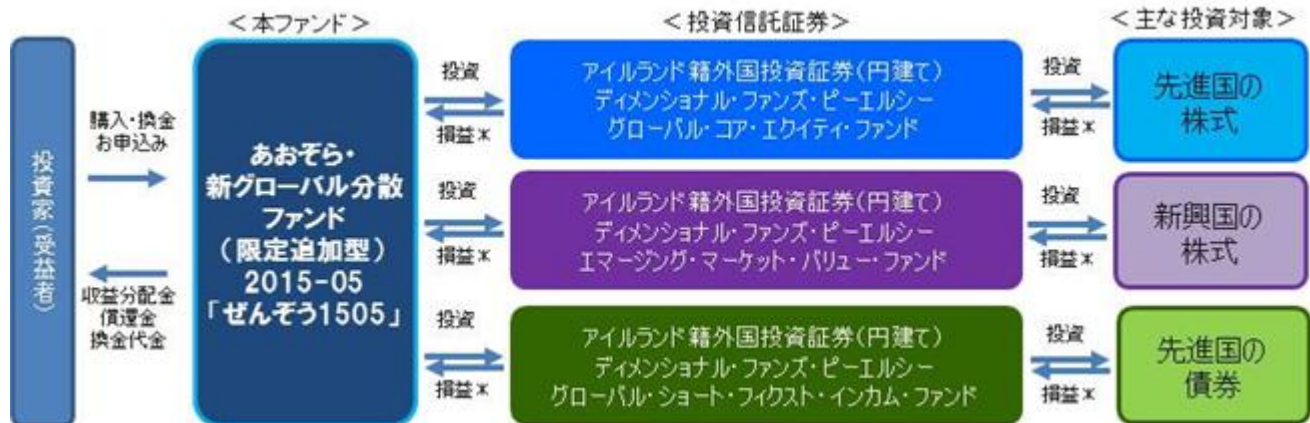 ＜本ファンド＞
＜投資信託証券＞
＜主な投資対象＞
投資家(受益者)
購入・換金
お申込み
収益分配金
償還金
換金代金
あおぞら・
新グローバル分散
ファンド
(限定追加型)
2015-05
「ぜんぞう1505」
投資
損益*
アイルランド籍外国投資証券(円建て)
ディメンショナル・ファンズ・ピーエルシー
グローバル・コア・エクイティ・ファンド
投資
損益*
先進国の
株式
投資
損益*
アイルランド籍外国投資証券(円建て)
ディメンショナル・ファンズ・ピーエルシー
エマージング・マーケット・バリュー・ファンド
投資
損益*
新興国の
株式
投資
損益*
アイルランド籍外国投資証券(円建て)
ディメンショナル・ファンズ・ピーエルシー
グローバル・ショート・フィクスト・インカム・ファンド
投資
損益*
先進国の
債券